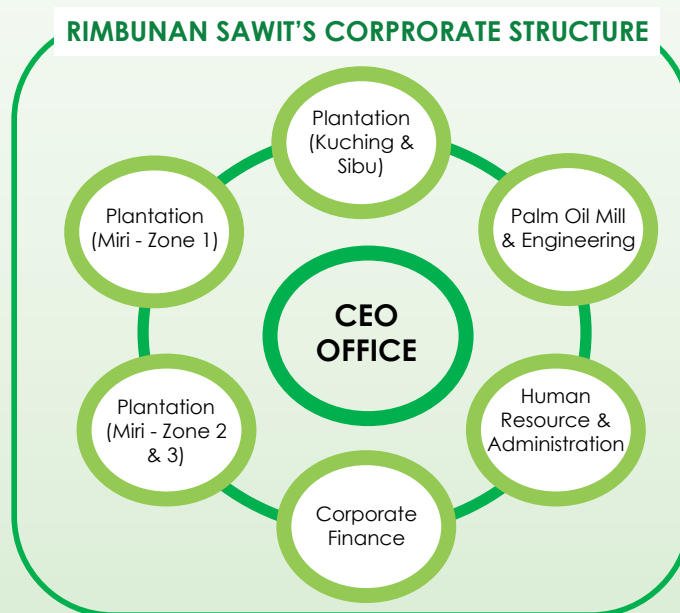 RIMBUNAN SAWIT'S CORPRORATE STRUCTURE
Plantation
(Kuching &
Sibu)
Palm Oil Mill
& Engineering
Human
Resource &
Administration
Corporate
Finance
Plantation
(Miri - Zone 2
& 3)
Plantation
(Miri - Zone 1)
CEO
OFFICE